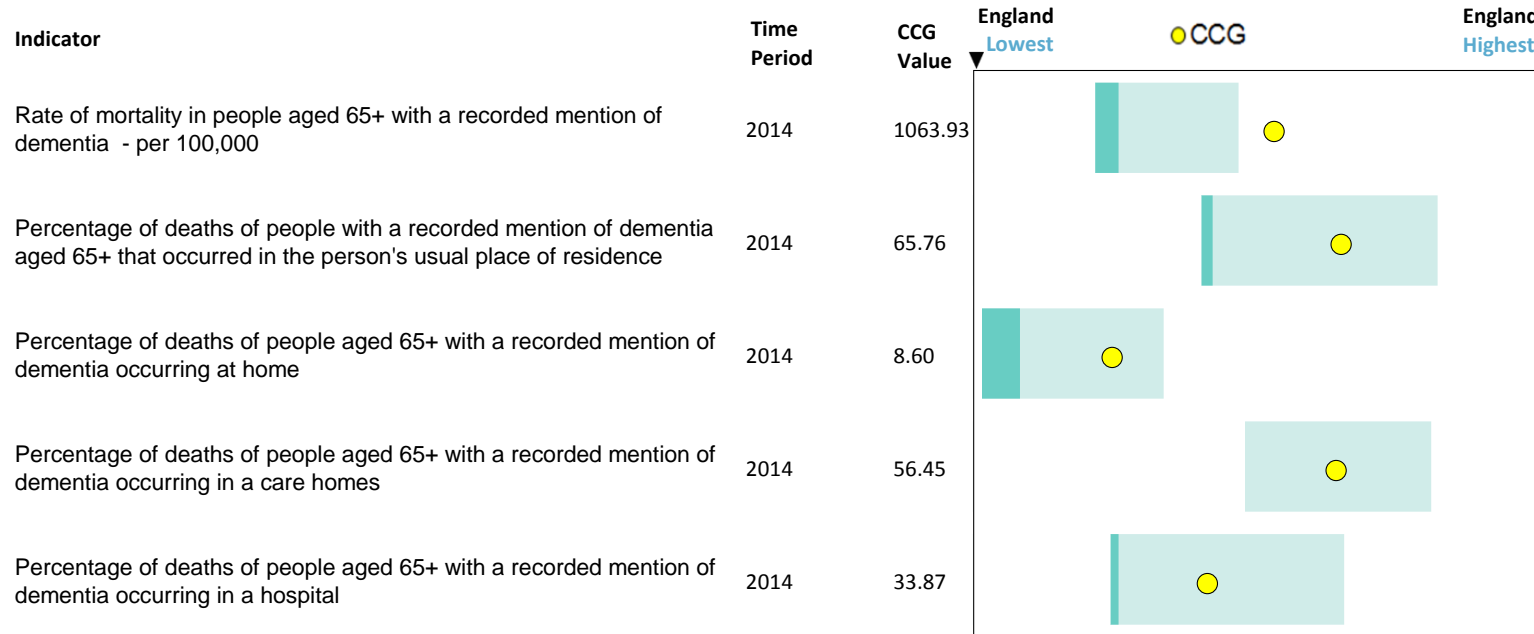 Indicator
Time
Period
CCG
Value
England
Lowest
CCG
England
Highest
Rate of mortality in people aged 65+ with a recorded mention of
dementia - per 100,000
2014
1063.93
Percentage of deaths of people with a recorded mention of dementia
aged 65+ that occurred in the person's usual place of residence
2014
65.76
Percentage of deaths of people aged 65+ with a recorded mention of
dementia occurring at home
2014
8.60
Percentage of deaths of people aged 65+ with a recorded mention of
dementia occurring in a care homes
2014
56.45
Percentage of deaths of people aged 65+ with a recorded mention of
dementia occurring in a hospital
2014
33.87